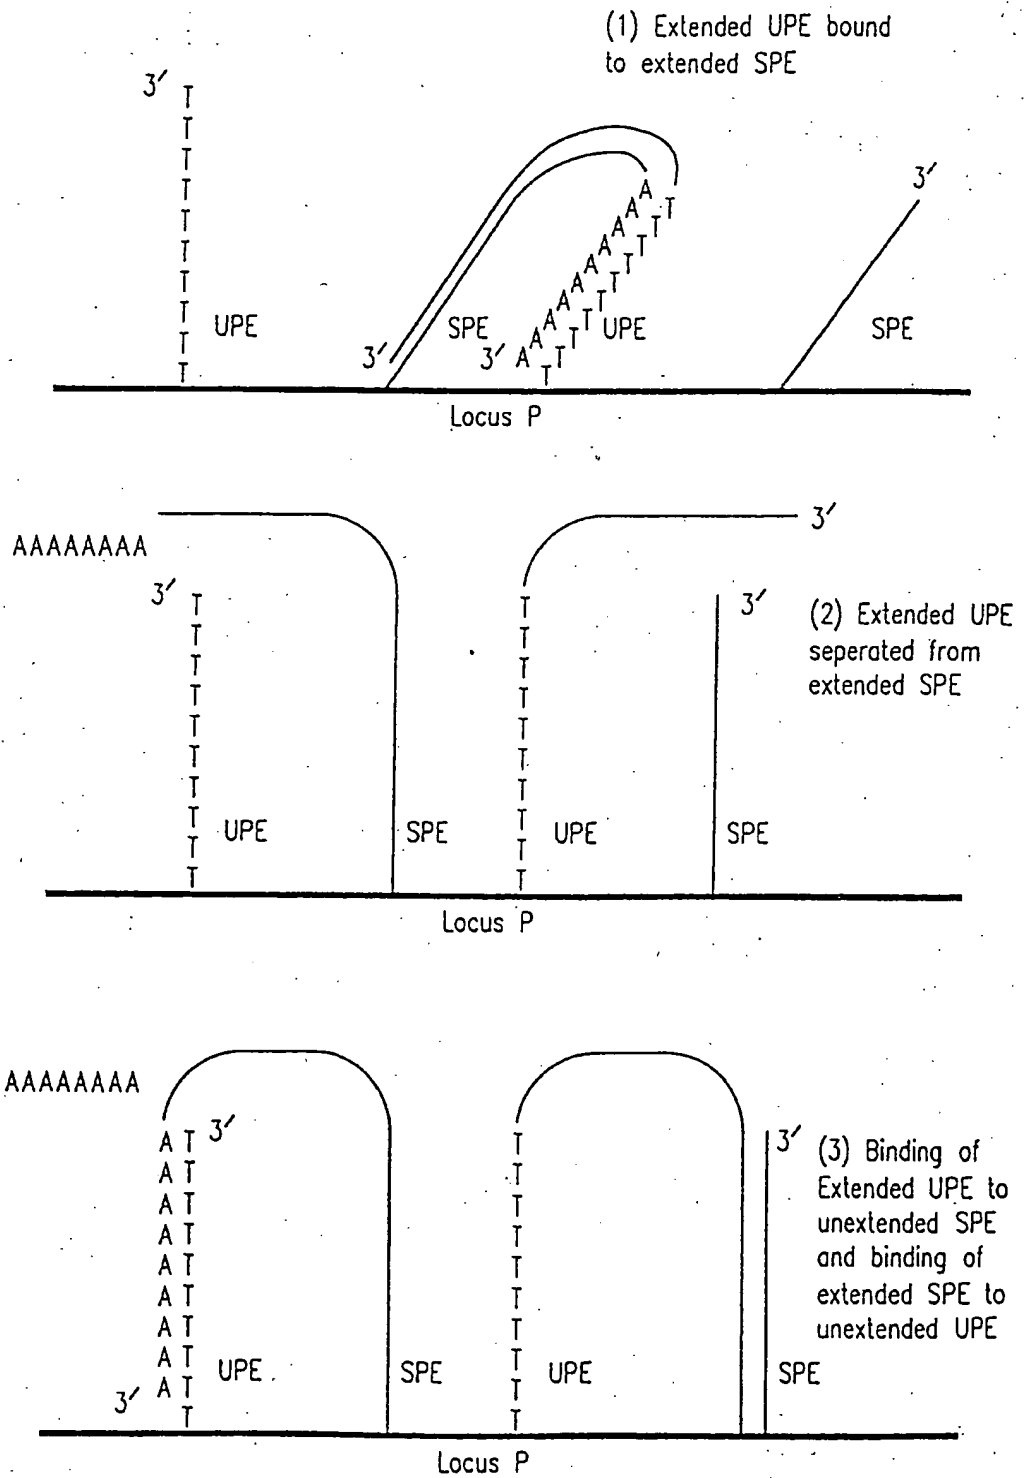 (1) Extended UPE bound
to extended SPE
3′
T
T
T
T
T
T
T
T
T
T
UPE
3′
SPE
3′
A
A
A
A
A
A
A
A
A
A
T
T
T
T
T
T
T
T
T
T
UPE
3′
SPE
Locus P
AAAAAAAA
3′
T
T
T
T
T
T
T
T
T
T
UPE
SPE
3′
T
T
T
T
T
T
T
T
T
T
UPE
3′
SPE
(2) Extended UPE
seperated from
extended SPE
Locus P
AAAAAAAA
A T 3′
A T
A T
A T
A T
A T
A T
A T
A T
3′ T
UPE
SPE
T
T
T
T
T
T
T
T
T
T
UPE
3′
SPE
(3) Binding of
Extended UPE to
unextended SPE
and binding of
extended SPE to
unextended UPE
Locus P